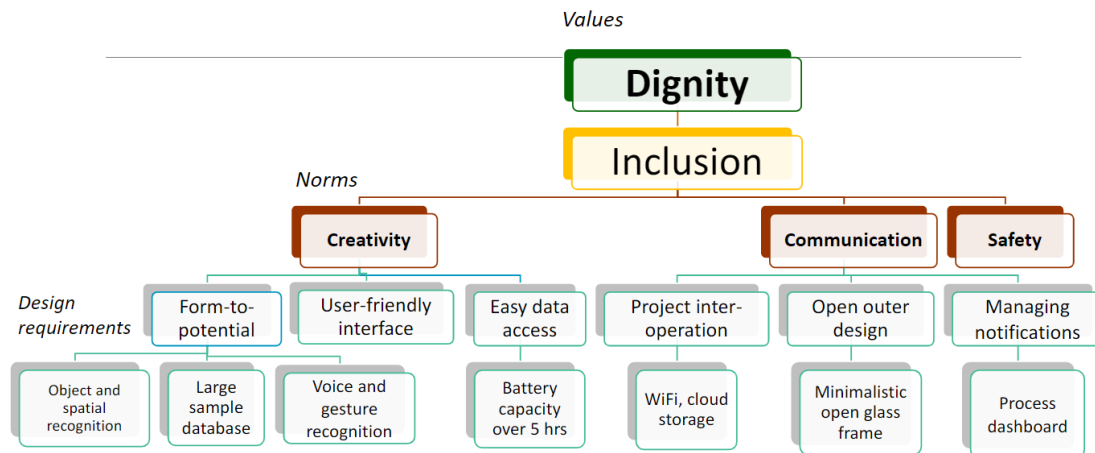 Values
Dignity
Inclusion
Norms
Creativity
Communication
Safety
Design
requirements
Form-to-
potential
User-friendly
interface
Easy data
access
Project inter-
operation
Open outer
design
Managing
notifications
Object and
spatial
recognition
Large
sample
database
Voice and
gesture
recognition
Battery
capacity
over 5 hrs
WiFi, cloud
storage
Minimalistic
open glass
frame
Process
dashboard